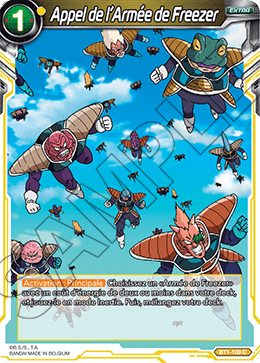 1
Appel de l'Armée de Freezer
EXTRA
SAMPLE
Activation : Principale Choisissez un «Armée de Freezer»
avec un coût d'énergie de deux ou moins dans votre deck,
et jouez-le en mode Inerte. Puis, mélangez votre deck.
©B.S./S., T.A.
BANDAI MADE IN BELGIUM
BT1-109 C